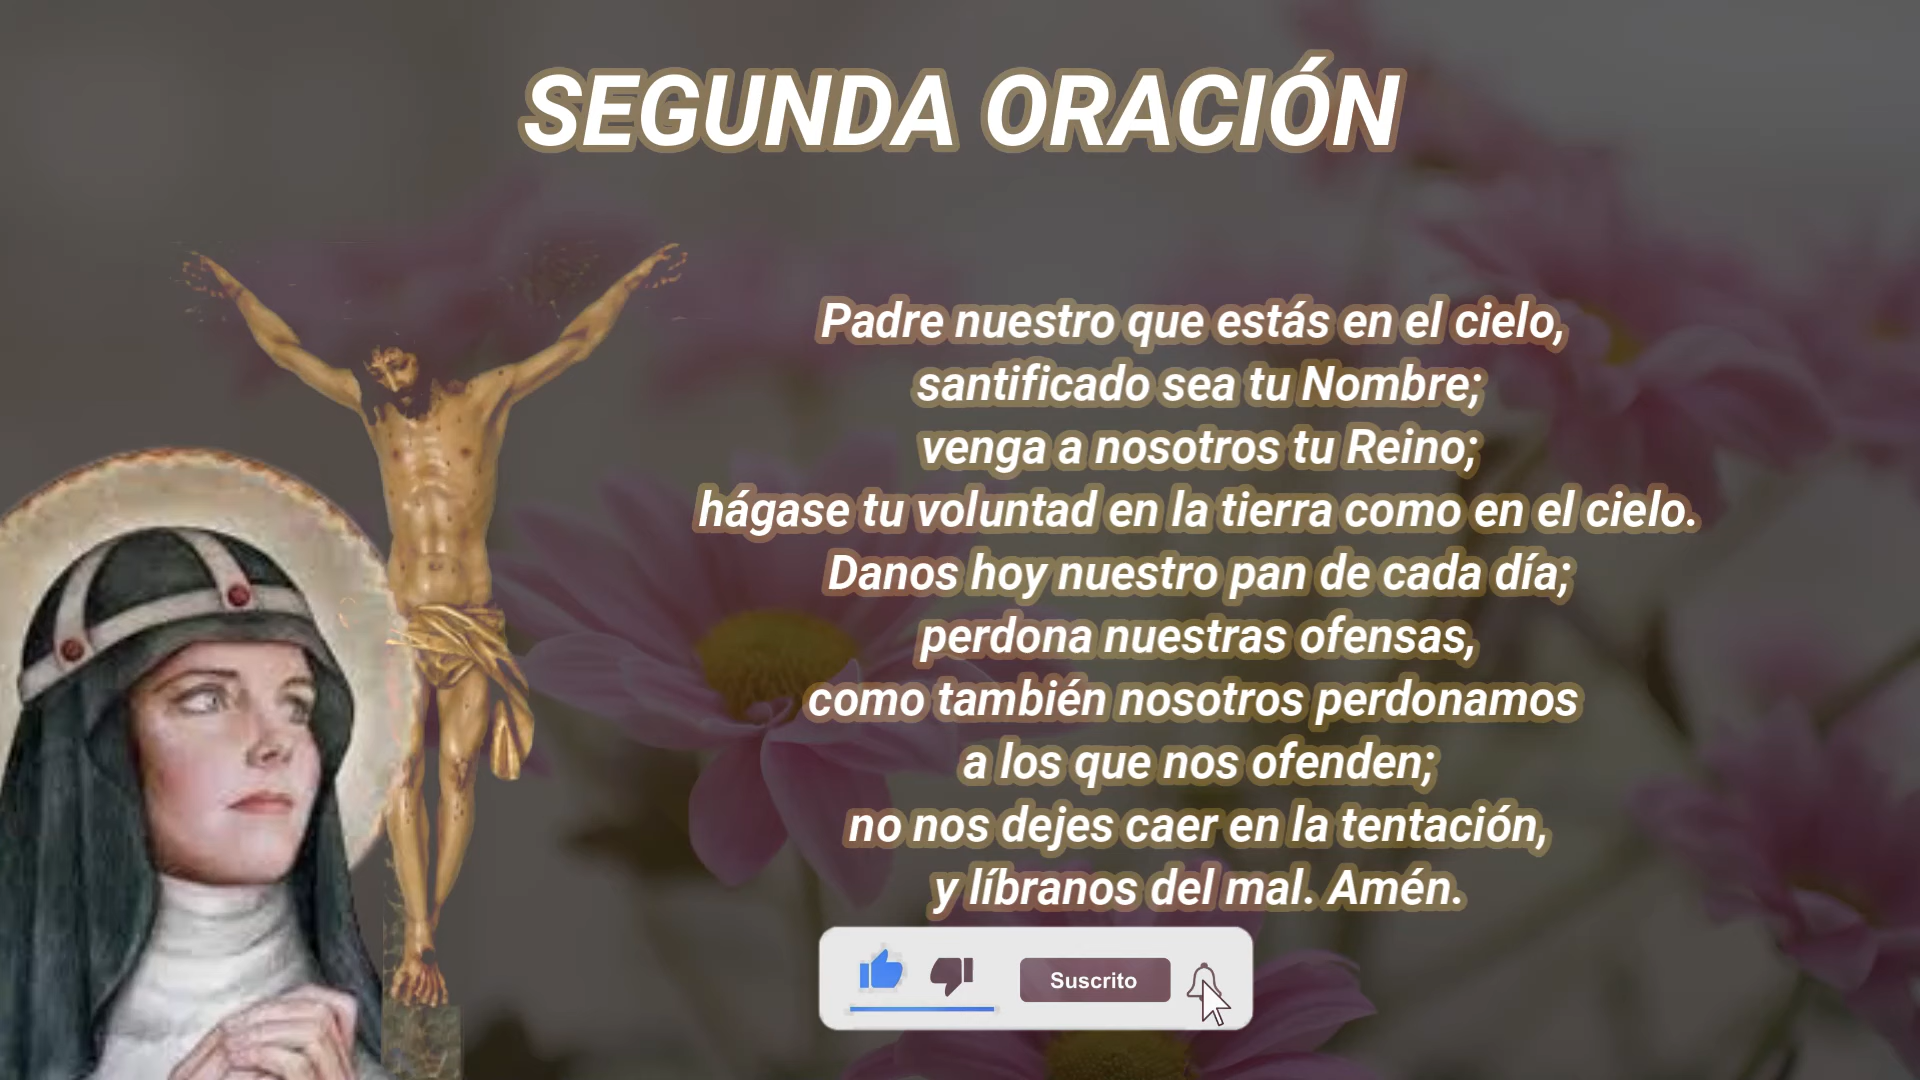 SEGUNDA ORACIÓN
Padre nuestro que estás en el cielo,
santificado sea tu Nombre;
venga a nosotros tu Reino;
hágase tu voluntad en la tierra como en el cielo.
Danos hoy nuestro pan de cada día;
perdona nuestras ofensas,
como también nosotros perdonamos
a los que nos ofenden;
no nos dejes caer en la tentación,
y líbranos del mal. Amén.
Suscrito